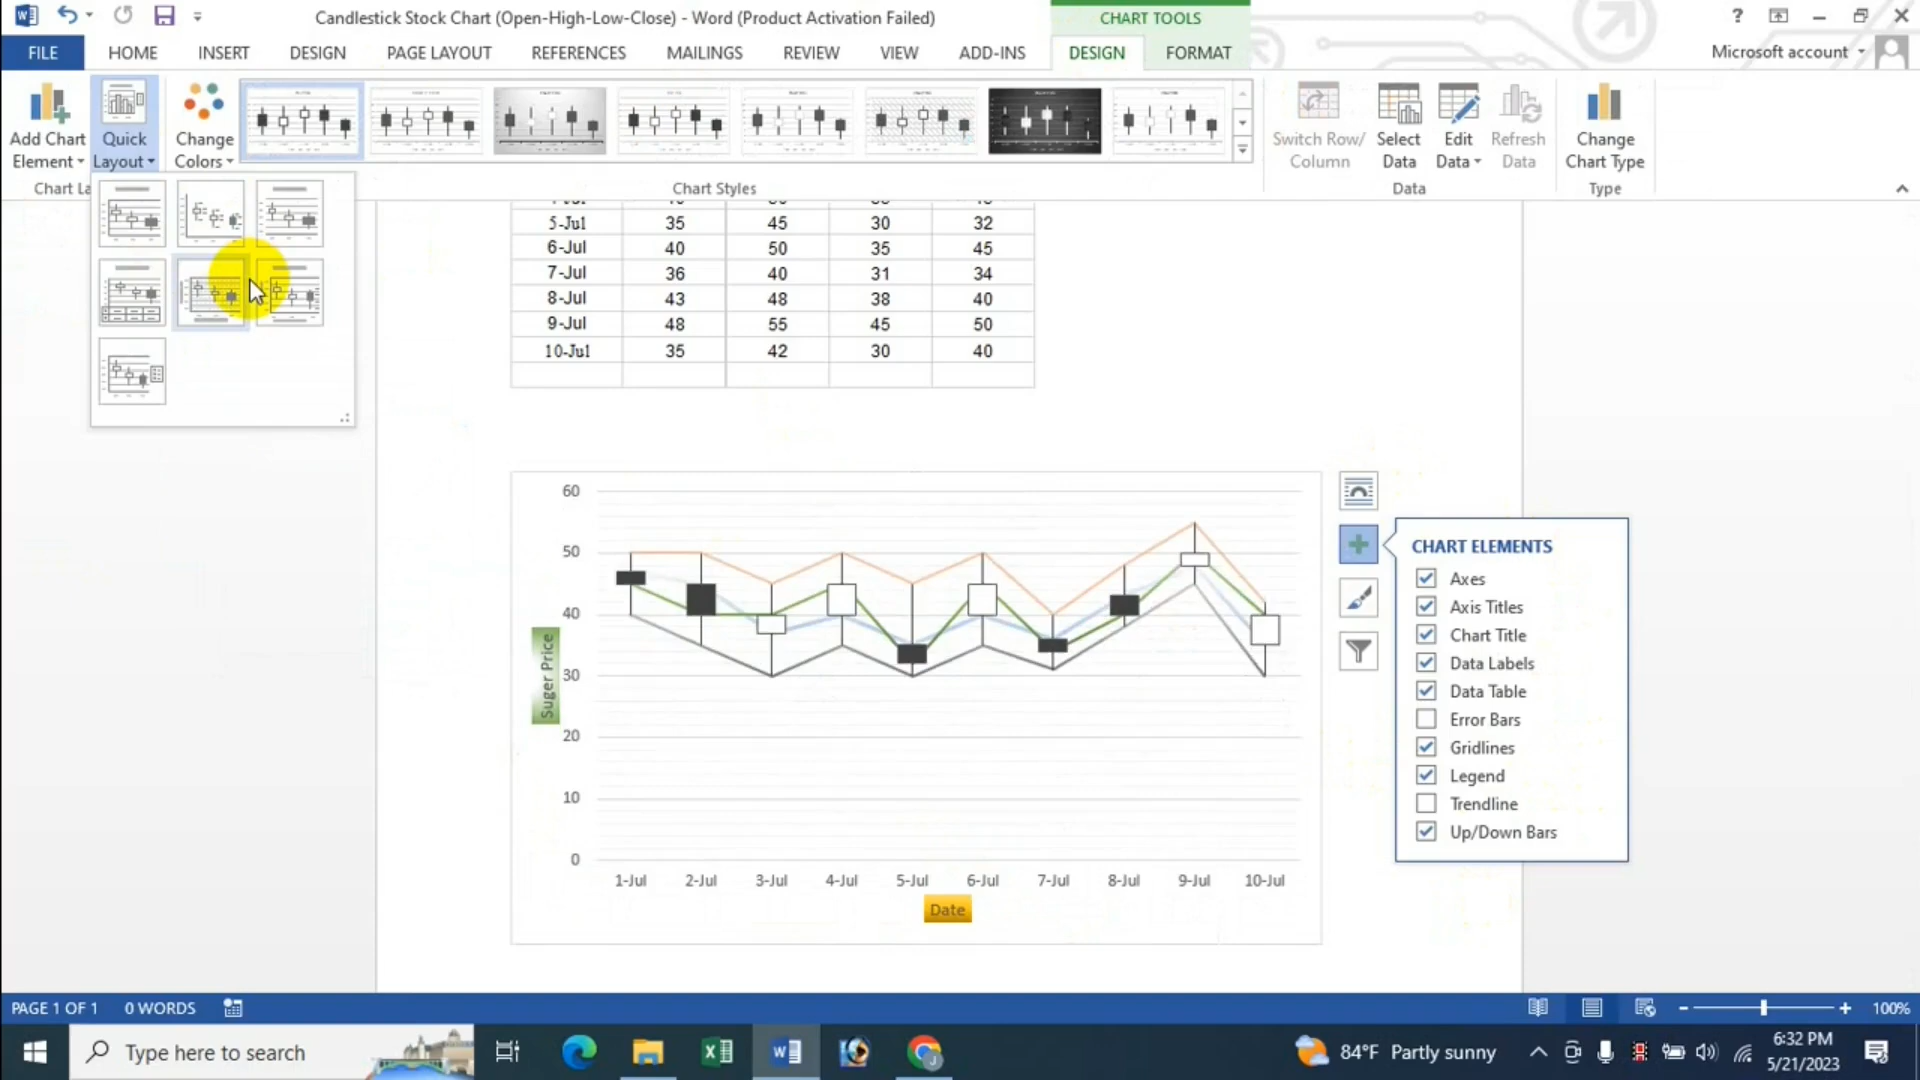 Candlestick Stock Chart (Open-High-Low-Close) - Word (Product Activation Failed)
CHART TOOLS
FILE HOME INSERT DESIGN PAGE LAYOUT REFERENCES MAILINGS REVIEW VIEW ADD-INS DESIGN FORMAT Microsoft account
Add Chart Element
Quick Layout
Change Colors
Switch Row/ Column
Select Data
Edit Data
Refresh Data
Change Chart Type
Chart Styles Data Type
5-Jul 35 45 30 32
6-Jul 40 50 35 45
7-Jul 36 40 31 34
8-Jul 43 48 38 40
9-Jul 48 55 45 50
10-Jul 35 42 30 40
60
50
40
30
20
10
0
Suger Price
1-Jul 2-Jul 3-Jul 4-Jul 5-Jul 6-Jul 7-Jul 8-Jul 9-Jul 10-Jul
Date
CHART ELEMENTS
Axes
Axis Titles
Chart Title
Data Labels
Data Table
Error Bars
Gridlines
Legend
Trendline
Up/Down Bars
PAGE 1 OF 1 0 WORDS 100%
Type here to search
84°F Partly sunny
6:32 PM
5/21/2023